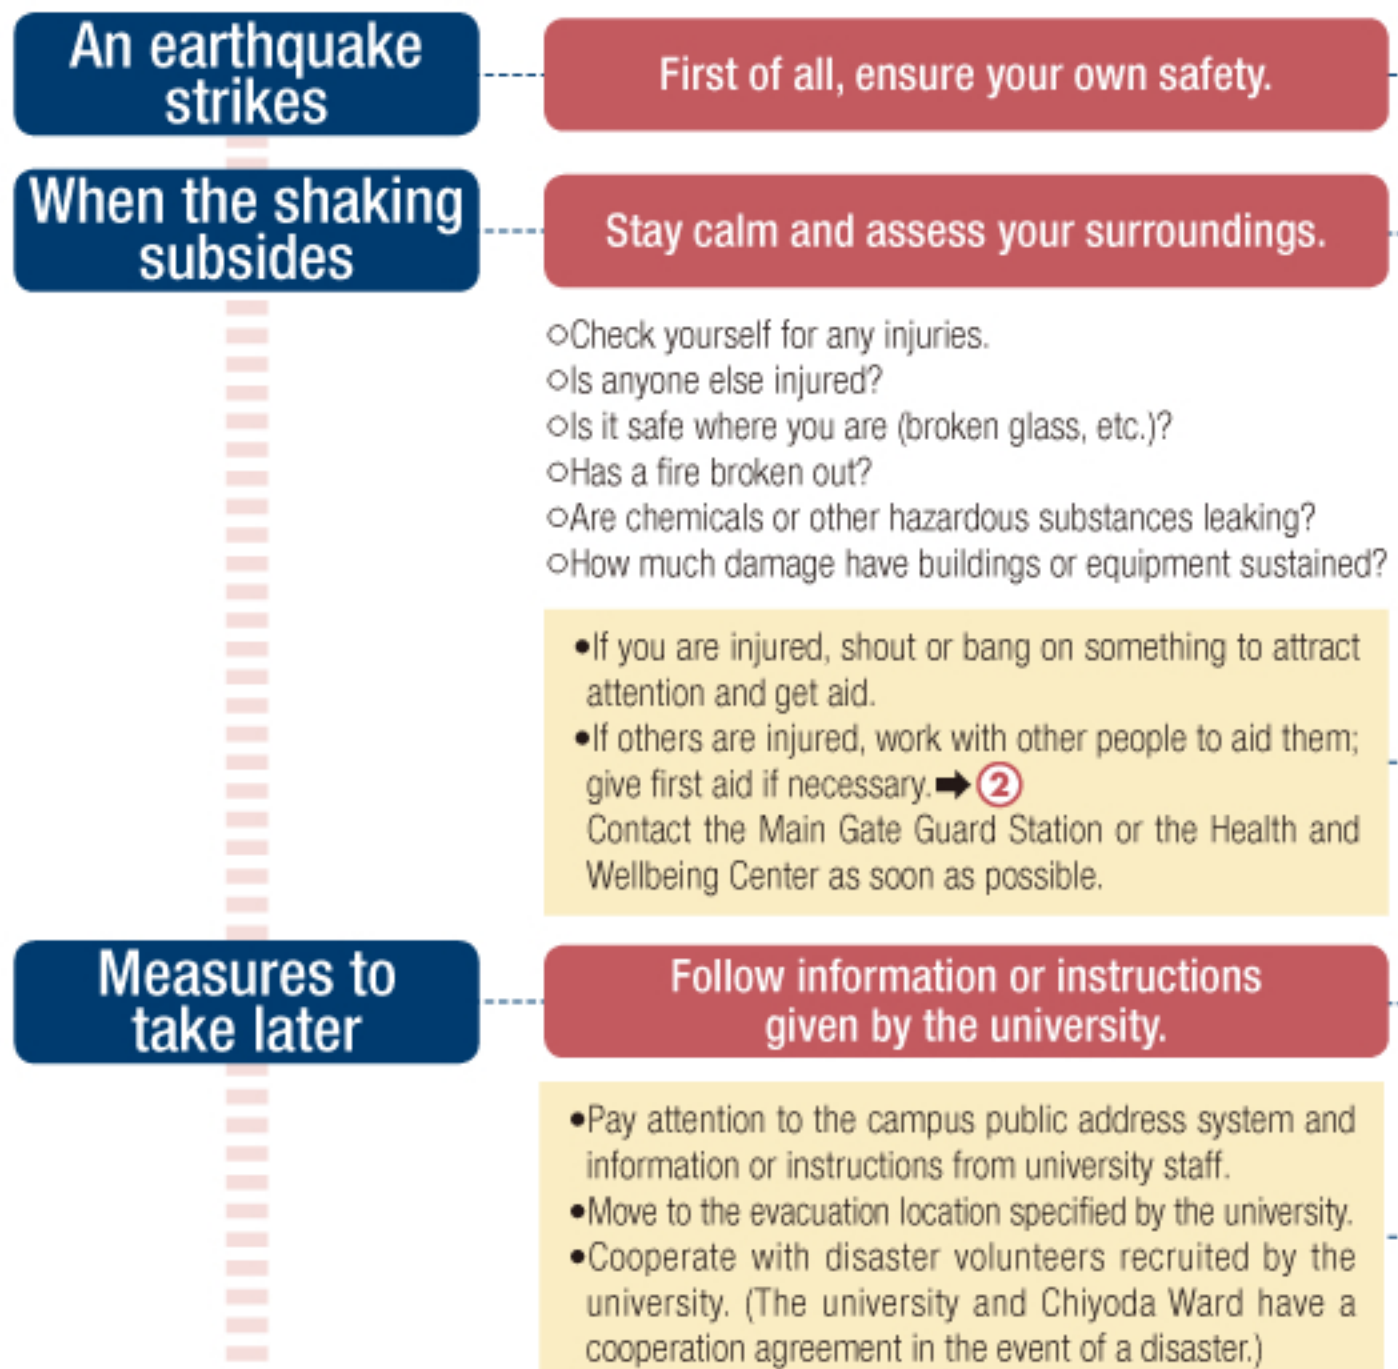 An earthquake
strikes
First of all, ensure your own safety.
When the shaking
subsides
Stay calm and assess your surroundings.
○Check yourself for any injuries.
○Is anyone else injured?
○Is it safe where you are (broken glass, etc.)?
○Has a fire broken out?
○Are chemicals or other hazardous substances leaking?
○How much damage have buildings or equipment sustained?
●If you are injured, shout or bang on something to attract
attention and get aid.
●If others are injured, work with other people to aid them;
give first aid if necessary.➡②
Contact the Main Gate Guard Station or the Health and
Wellbeing Center as soon as possible.
Measures to
take later
Follow information or instructions
given by the university.
●Pay attention to the campus public address system and
information or instructions from university staff.
●Move to the evacuation location specified by the university.
●Cooperate with disaster volunteers recruited by the
university. (The university and Chiyoda Ward have a
cooperation agreement in the event of a disaster.)